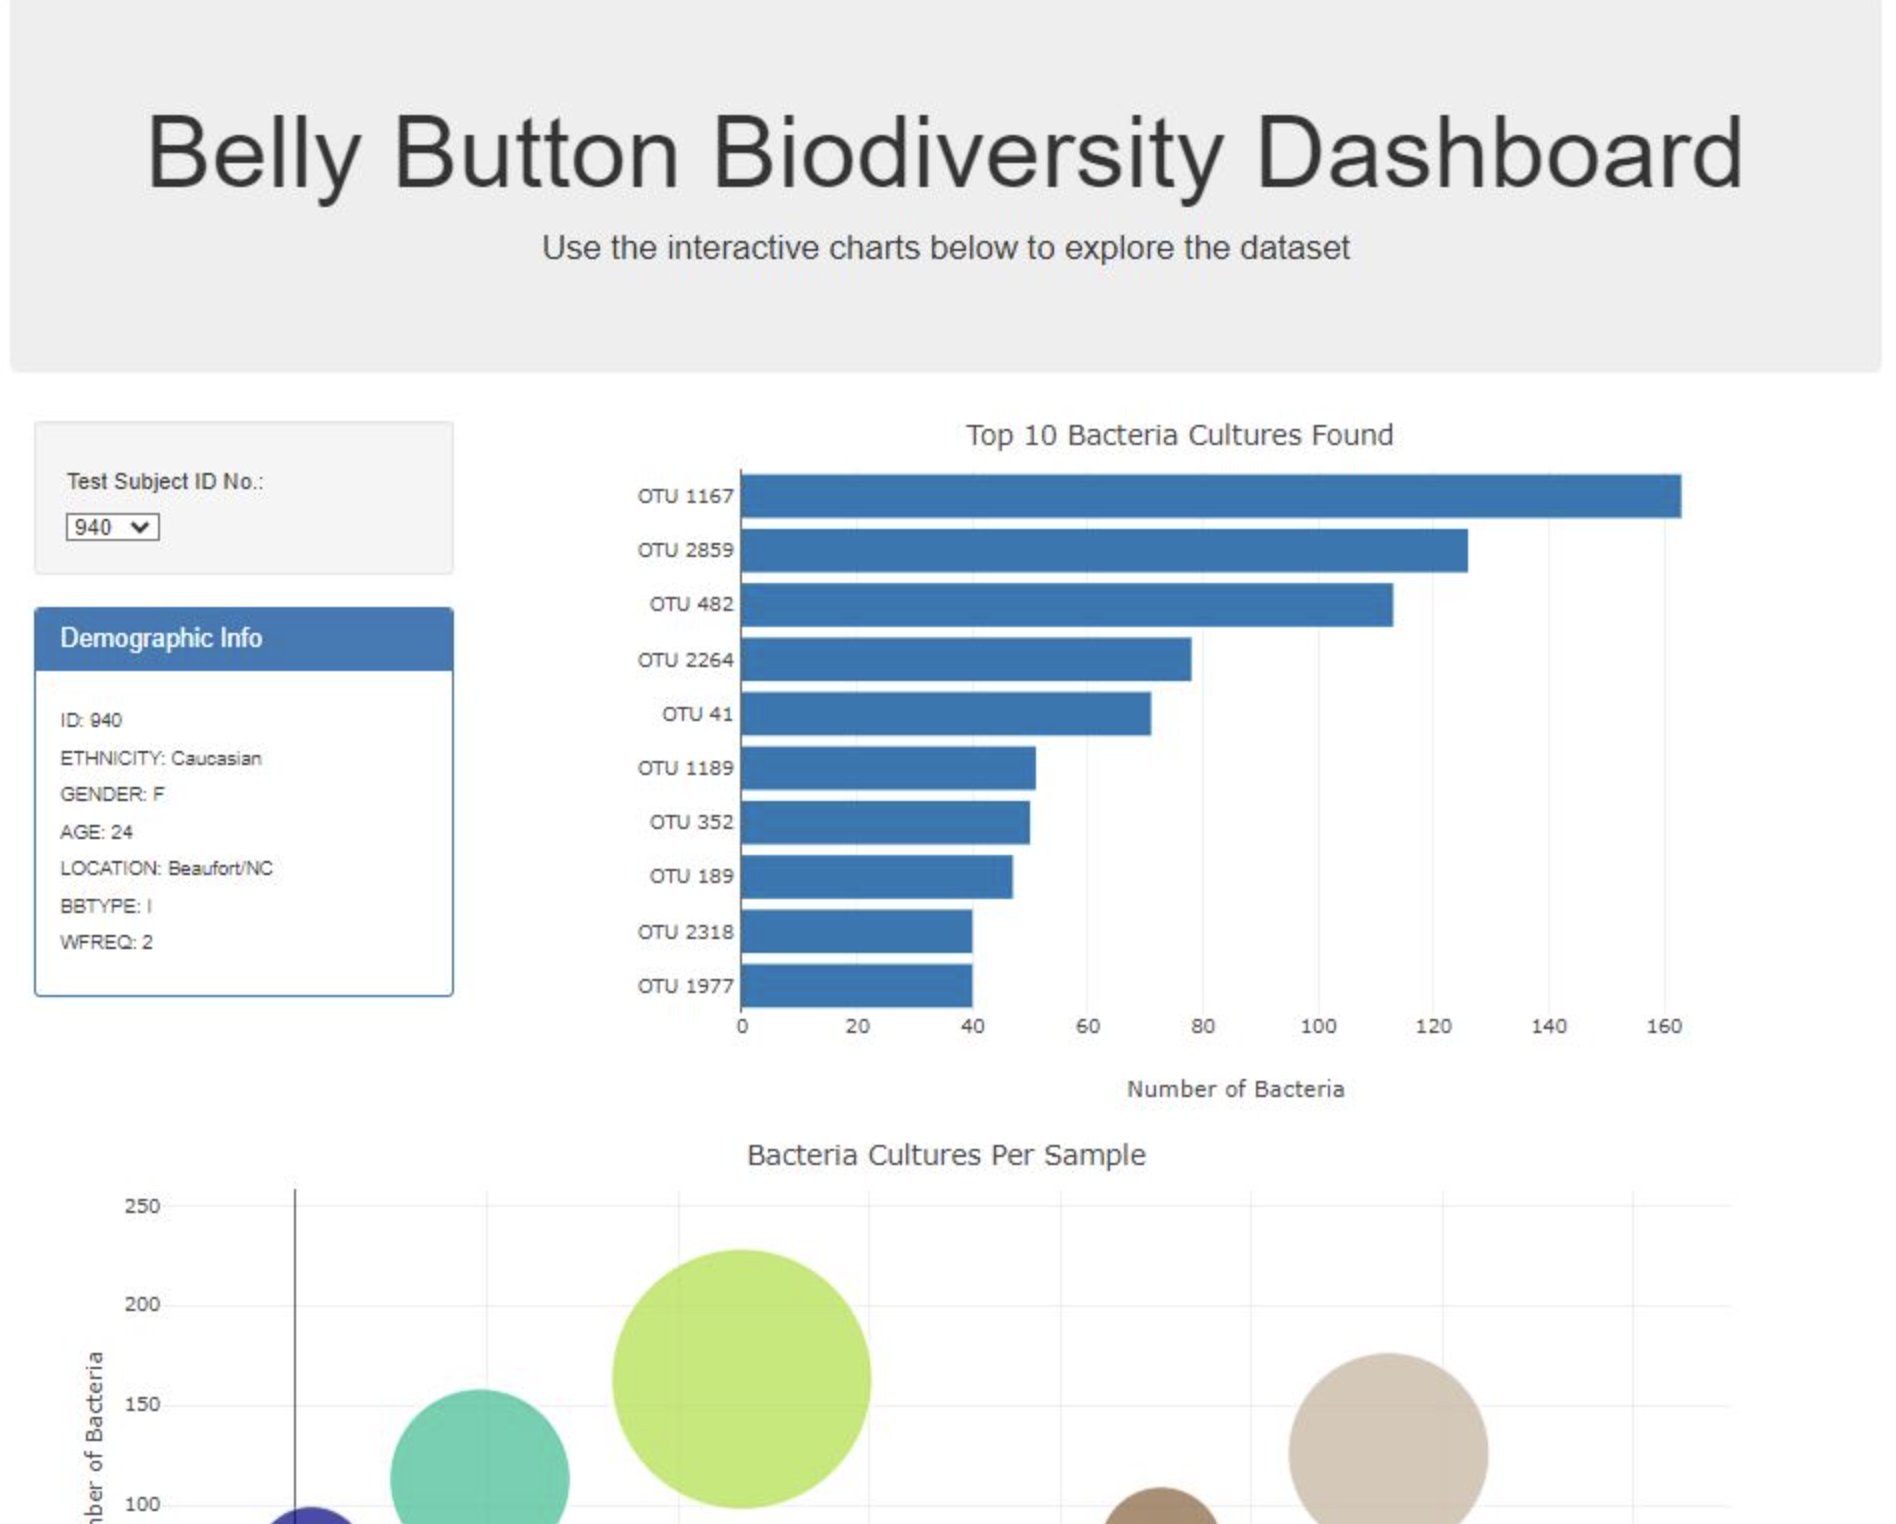 Belly Button Biodiversity Dashboard
Use the interactive charts below to explore the dataset
Test Subject ID No.:
940
Demographic Info
ID: 940
ETHNICITY: Caucasian
GENDER: F
AGE: 24
LOCATION: Beaufort/NC
BBTYPE: I
WFREQ: 2
Top 10 Bacteria Cultures Found
OTU 1167
OTU 2859
OTU 482
OTU 2264
OTU 41
OTU 1189
OTU 352
OTU 189
OTU 2318
OTU 1977
0 20 40 60 80 100 120 140 160
Number of Bacteria
Bacteria Cultures Per Sample
250
200
150
100
of Bacteria